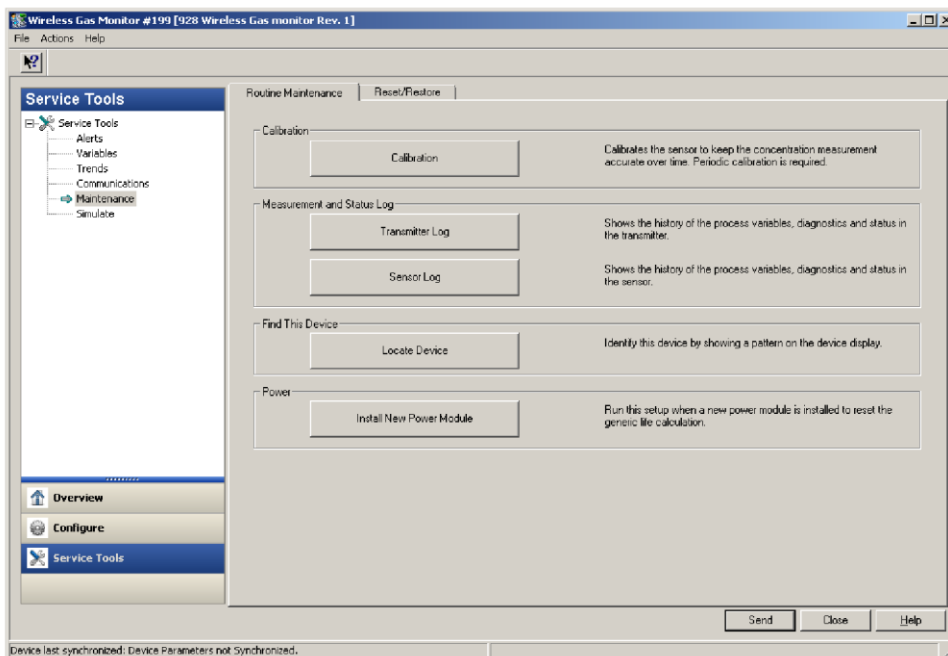 Wireless Gas Monitor #199 [928 Wireless Gas monitor Rev. 1]
File Actions Help
Service Tools
Service Tools
Alerts
Variables
Trends
Communications
Maintenance
Simulate
Overview
Configure
Service Tools
Routine Maintenance
Reset/Restore
Calibration
Calibration
Calibrates the sensor to keep the concentration measurement
accurate over time. Periodic calibration is required.
Measurement and Status Log
Transmitter Log
Shows the history of the process variables, diagnostics and status in
the transmitter.
Sensor Log
Shows the history of the process variables, diagnostics and status in
the sensor.
Find This Device
Locate Device
Identify this device by showing a pattern on the device display.
Power
Install New Power Module
Run this setup when a new power module is installed to reset the
generic life calculation.
Send
Close
Help
Device last synchronized: Device Parameters not Synchronized.